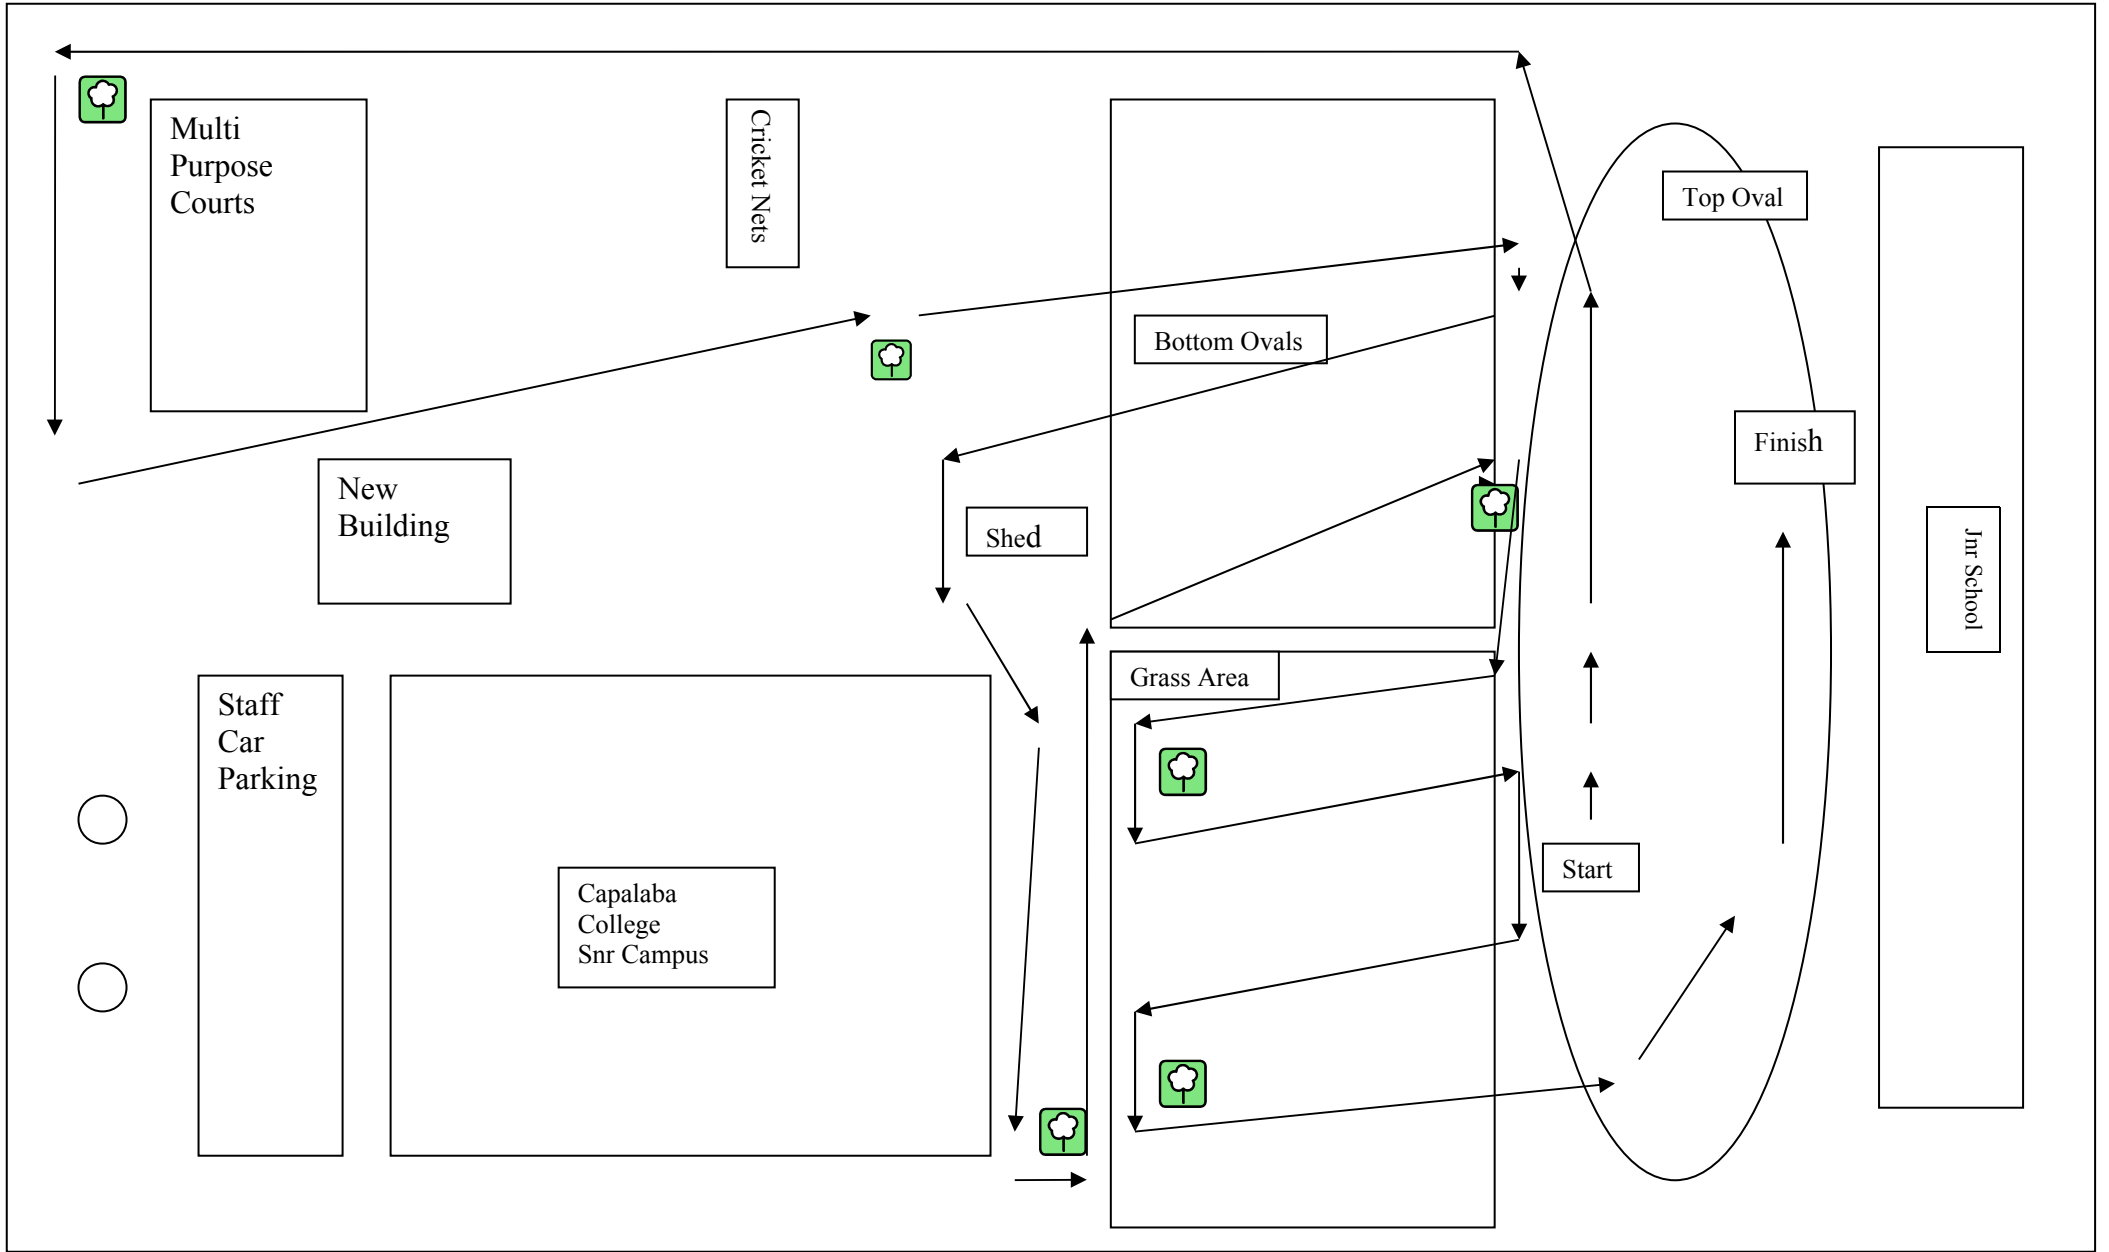 Multi
Purpose
Courts
Cricket Nets
Top Oval
Bottom Ovals
Finish
New
Building
Shed
Jnr School
Grass Area
Staff
Car
Parking
Start
Capalaba
College
Snr Campus